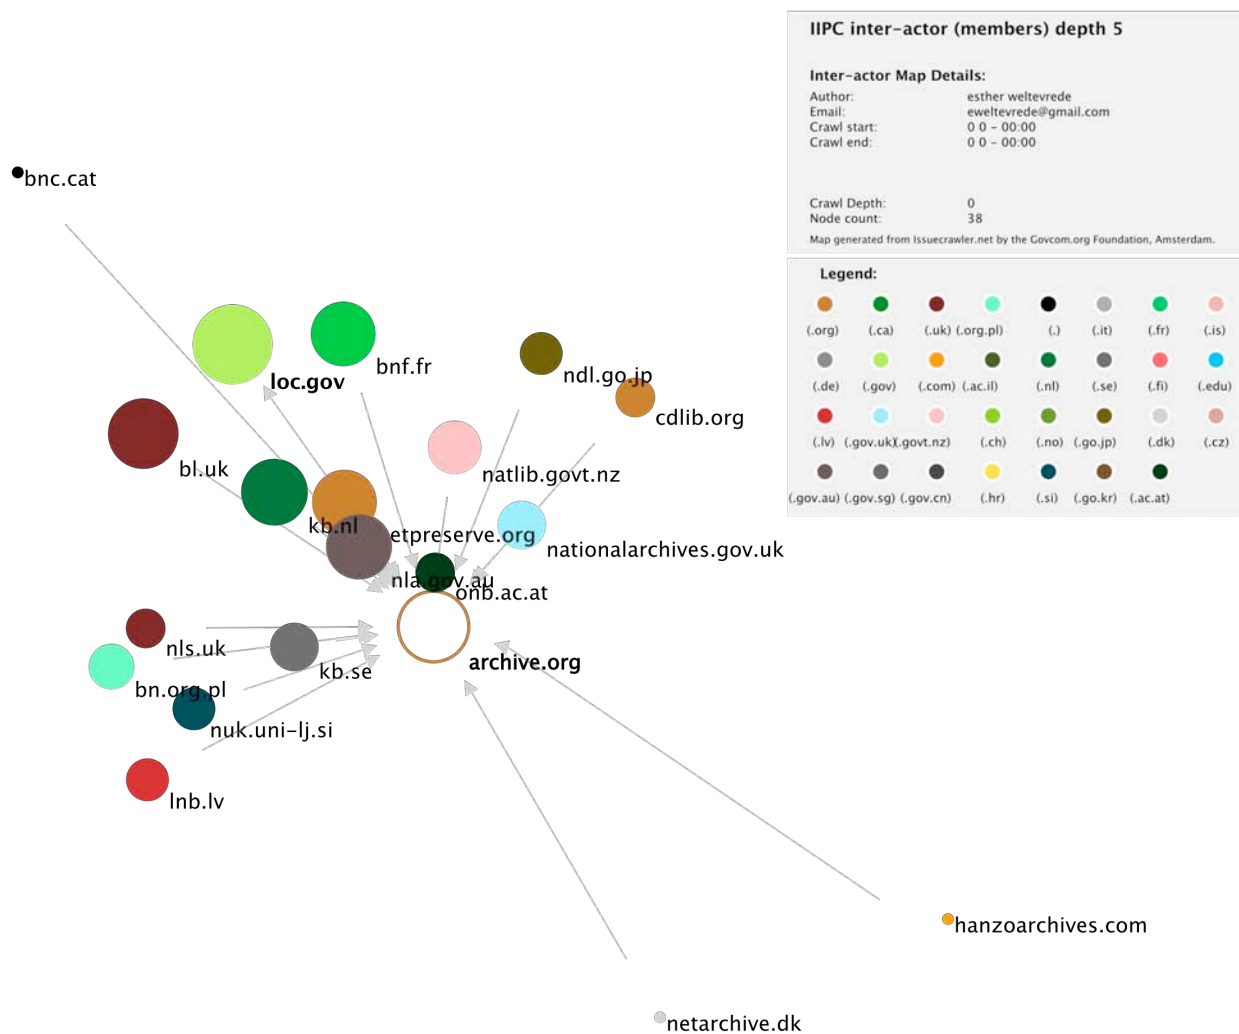 IIPC inter-actor (members) depth 5
Inter-actor Map Details:
Author: esther weltevrede
Email: eweltevrede@gmail.com
Crawl start: 0 0 - 00:00
Crawl end: 0 0 - 00:00
Crawl Depth: 0
Node count: 38
Map generated from Issuecrawler.net by the Govcom.org Foundation, Amsterdam.
Legend:
(.org) (.ca) (.uk) (.org.pl) (.) (.it) (.fr) (.is)
(.de) (.gov) (.com) (.ac.il) (.nl) (.se) (.fi) (.edu)
(.lv) (.gov.uk) (.govt.nz) (.ch) (.no) (.go.jp) (.dk) (.cz)
(.gov.au) (.gov.sg) (.gov.cn) (.hr) (.si) (.go.kr) (.ac.at)
bnc.cat
bnf.fr
loc.gov
ndl.go.jp
cdlib.org
bl.uk
natlib.govt.nz
kb.nl
etpreserve.org
nationalarchives.gov.uk
nla.gov.au
onb.ac.at
nls.uk
archive.org
kb.se
bn.org.pl
nuk.uni-lj.si
lnb.lv
hanzoarchives.com
netarchive.dk